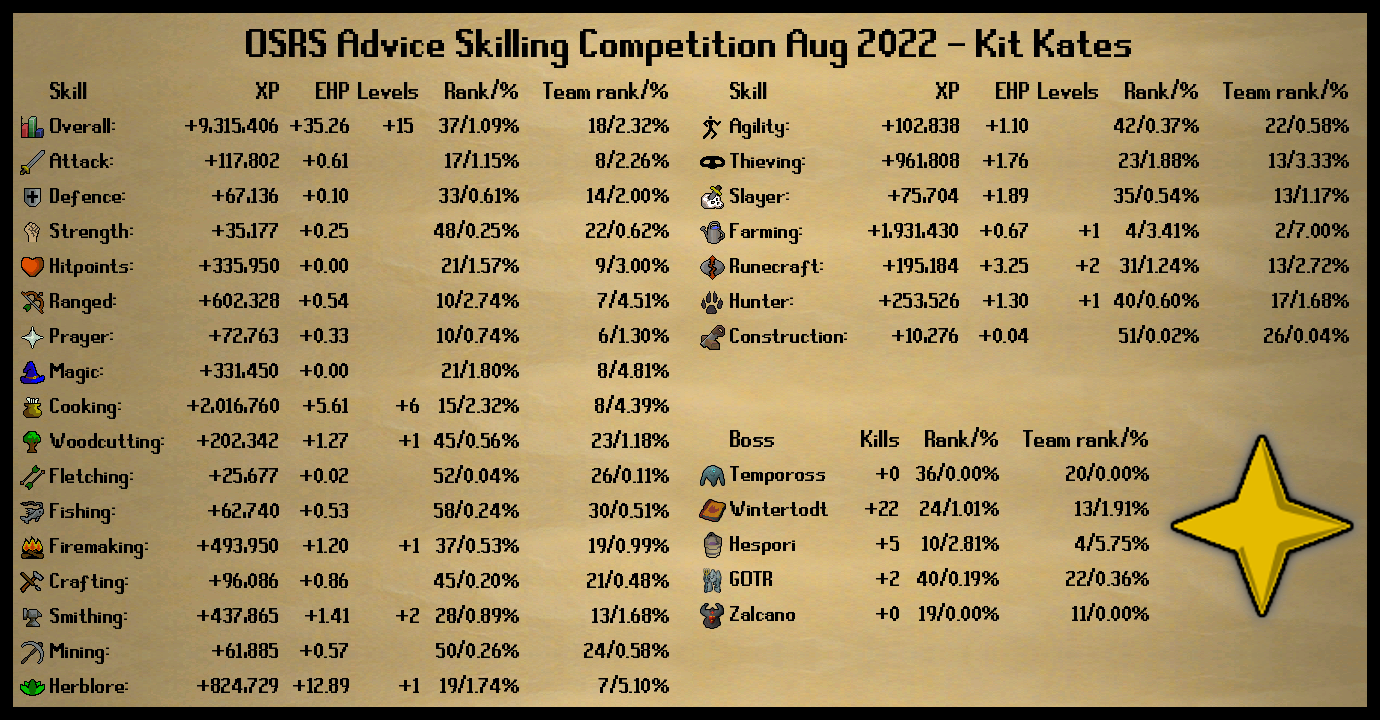 OSRS Advice Skilling Competition Aug 2022 - Kit Kates
Skill XP EHP Levels Rank/% Team rank/%
Overall: +9,315,406 +35.26 +15 37/1.09% 18/2.32%
Attack: +117,802 +0.61 17/1.15% 8/2.26%
Defence: +67,136 +0.10 33/0.61% 14/2.00%
Strength: +35,177 +0.25 48/0.25% 22/0.62%
Hitpoints: +335,950 +0.00 21/1.57% 9/3.00%
Ranged: +602,328 +0.54 10/2.74% 7/4.51%
Prayer: +72,763 +0.33 10/0.74% 6/1.30%
Magic: +331,450 +0.00 21/1.80% 8/4.81%
Cooking: +2,016,760 +5.61 +6 15/2.32% 8/4.39%
Woodcutting: +202,342 +1.27 +1 45/0.56% 23/1.18%
Fletching: +25,677 +0.02 52/0.04% 26/0.11%
Fishing: +62,740 +0.53 58/0.24% 30/0.51%
Firemaking: +493,950 +1.20 +1 37/0.53% 19/0.99%
Crafting: +96,086 +0.86 45/0.20% 21/0.48%
Smithing: +437,865 +1.41 +2 28/0.89% 13/1.68%
Mining: +61,885 +0.57 50/0.26% 24/0.58%
Herblore: +824,729 +12.89 +1 19/1.74% 7/5.10%
Skill XP EHP Levels Rank/% Team rank/%
Agility: +102,838 +1.10 42/0.37% 22/0.58%
Thieving: +961,808 +1.76 23/1.88% 13/3.33%
Slayer: +75,704 +1.89 35/0.54% 13/1.17%
Farming: +1,931,430 +0.67 +1 4/3.41% 2/7.00%
Runecraft: +195,184 +3.25 +2 31/1.24% 13/2.72%
Hunter: +253,526 +1.30 +1 40/0.60% 17/1.68%
Construction: +10,276 +0.04 51/0.02% 26/0.04%
Boss Kills Rank/% Team rank/%
Tempoross +0 36/0.00% 20/0.00%
Wintertodt +22 24/1.01% 13/1.91%
Hespori +5 10/2.81% 4/5.75%
GOTR +2 40/0.19% 22/0.36%
Zalcano +0 19/0.00% 11/0.00%